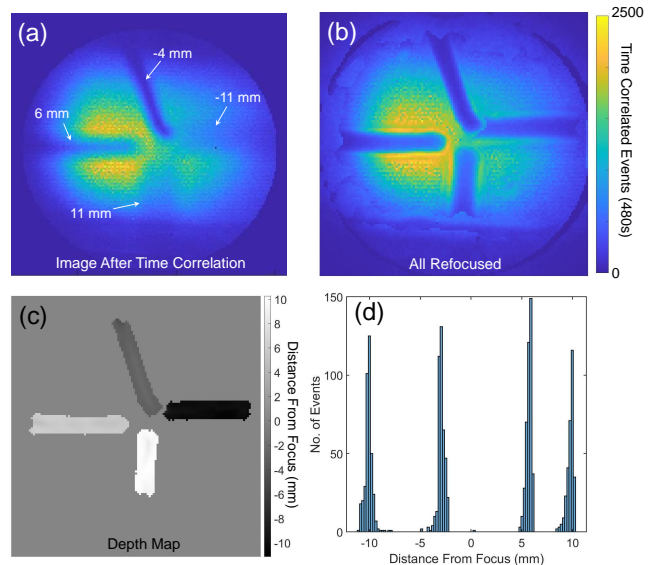 (a)
-4 mm
6 mm
-11 mm
11 mm
Image After Time Correlation
(b)
All Refocused
2500
0
Time Correlated Events (480s)
(c)
Depth Map
10
8
6
4
2
0
-2
-4
-6
-8
-10
Distance From Focus (mm)
(d)
150
100
50
0
No. of Events
-10
-5
0
5
10
Distance From Focus (mm)